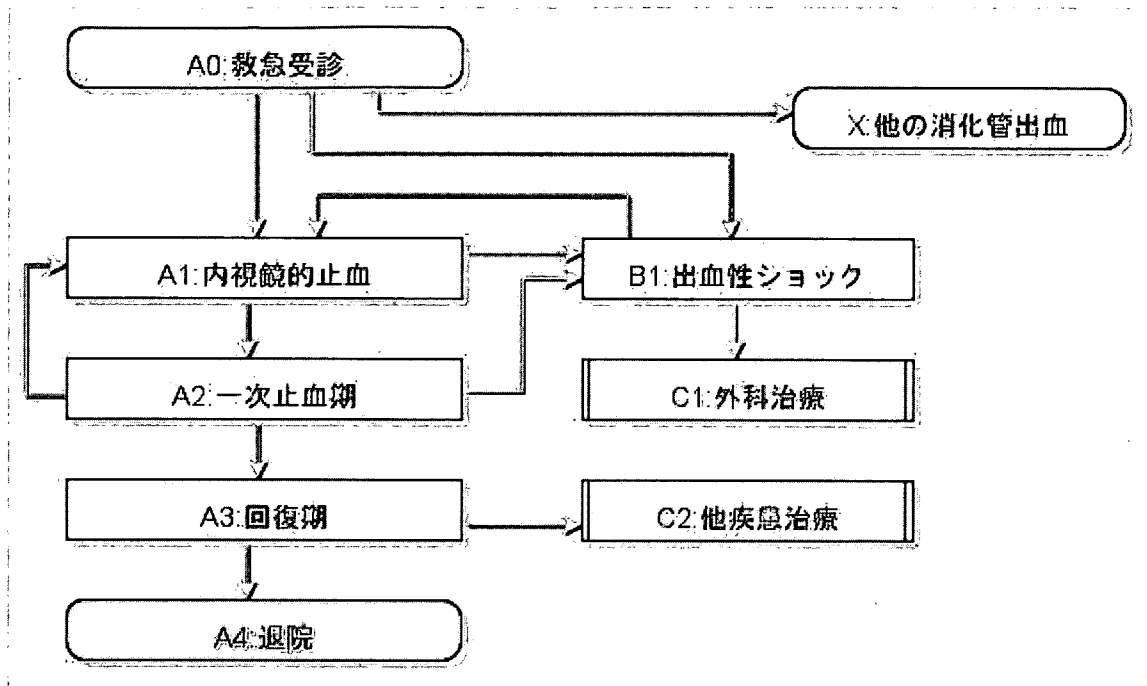 A0:救急受診
X:他の消化管出血
A1:内視鏡的止血
B1:出血性ショック
A2:一次止血期
C1:外科治療
A3:回復期
C2:他疾患治療
A4:退院